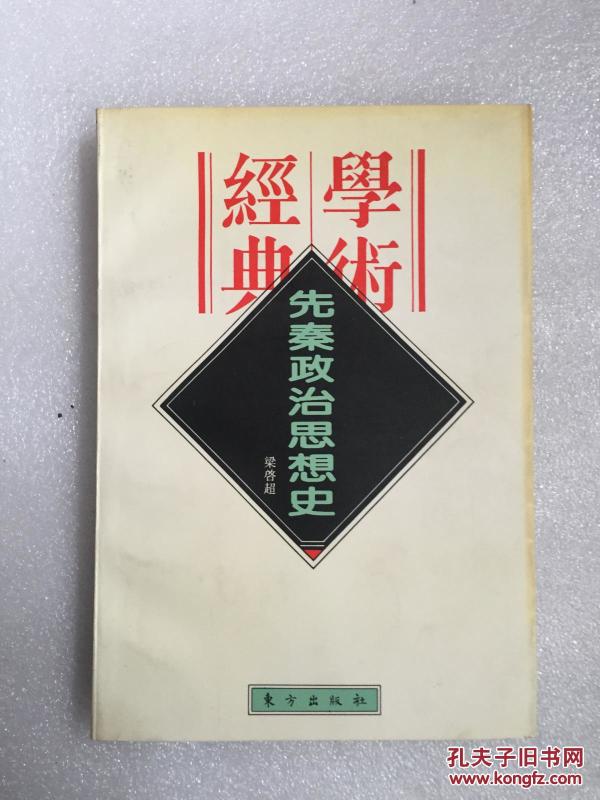 學術
經典
先秦政治思想史
梁啓超
東方出版社
孔夫子旧书网
www.kongfz.com